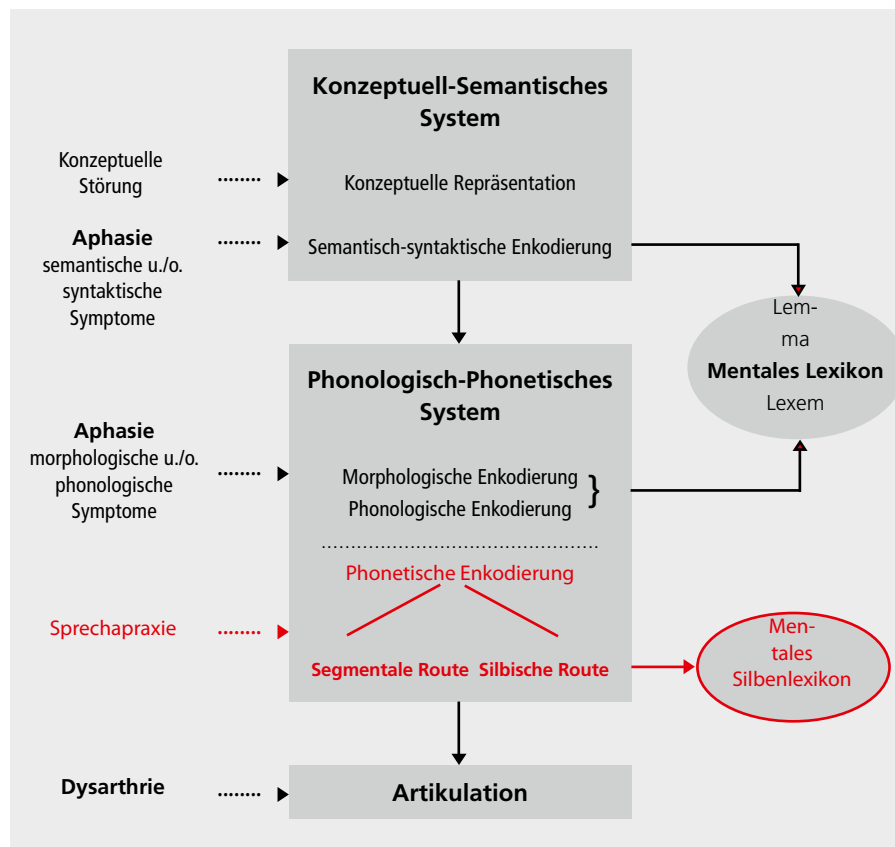 Konzeptuell-Semantisches
System
Konzeptuelle
Störung
Konzeptuelle Repräsentation
Aphasie
semantische u./o.
syntaktische
Symptome
Semantisch-syntaktische Enkodierung
Lem-
ma
Mentales Lexikon
Lexem
Phonologisch-Phonetisches
System
Aphasie
morphologische u./o.
phonologische
Symptome
Morphologische Enkodierung
Phonologische Enkodierung
}
Phonetische Enkodierung
Sprechapraxie
Segmentale Route Silbische Route
Men-
tales
Silbenlexikon
Dysarthrie
Artikulation